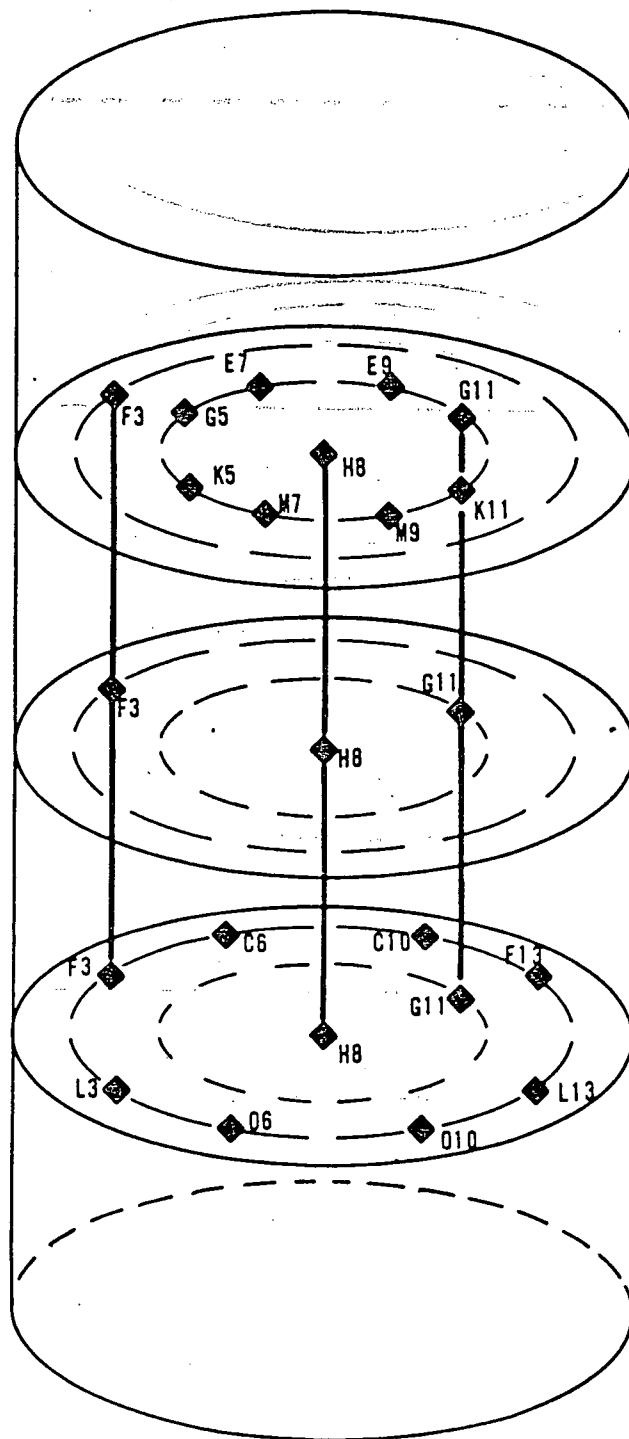 E7 E9
F3 G5 G11
K5 H8
M7 M9 K11
F3 G11
H8
C6 C10
F3 F13
G11
H8
L3 L13
O6 O10